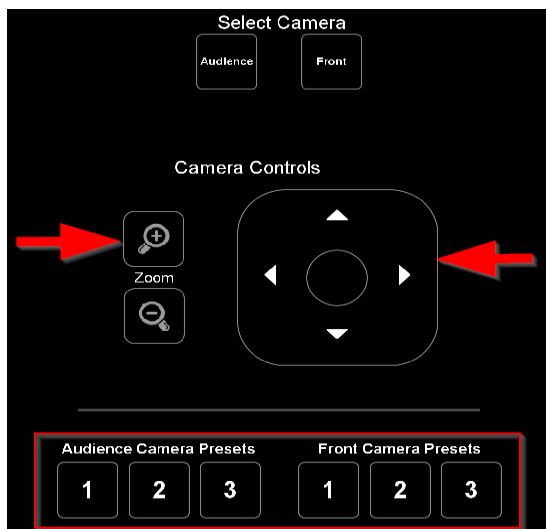 Select Camera
Audience Front
Camera Controls
Zoom
Audience Camera Presets Front Camera Presets
1 2 3 1 2 3